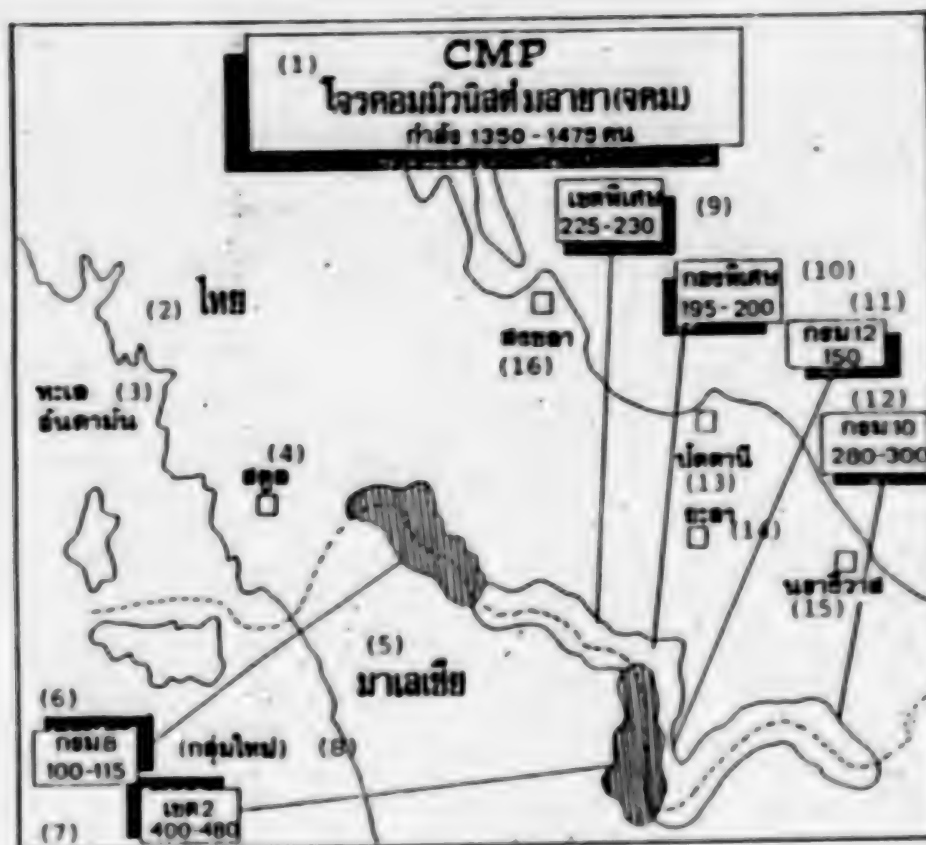 CMP
(1)
โจรคอมมิวนิสต์มลายา(จคม.)
กำลัง 1350-1475 คน
เขตพิเศษ
225-230
(9)
กองพิเศษ
195-200
(10)
(11)
กรม 12
150
(12)
กรม 10
280-300
(2) ไทย
สงขลา
(16)
ทะเล (3)
อันดามัน
(4)
สตูล
ปัตตานี
(13)
ยะลา
(14)
นราธิวาส
(15)
(5)
มาเลเซีย
(6)
กรม 8
100-115
(กลุ่มใหม่) (8)
เขต 2
400-480
(7)